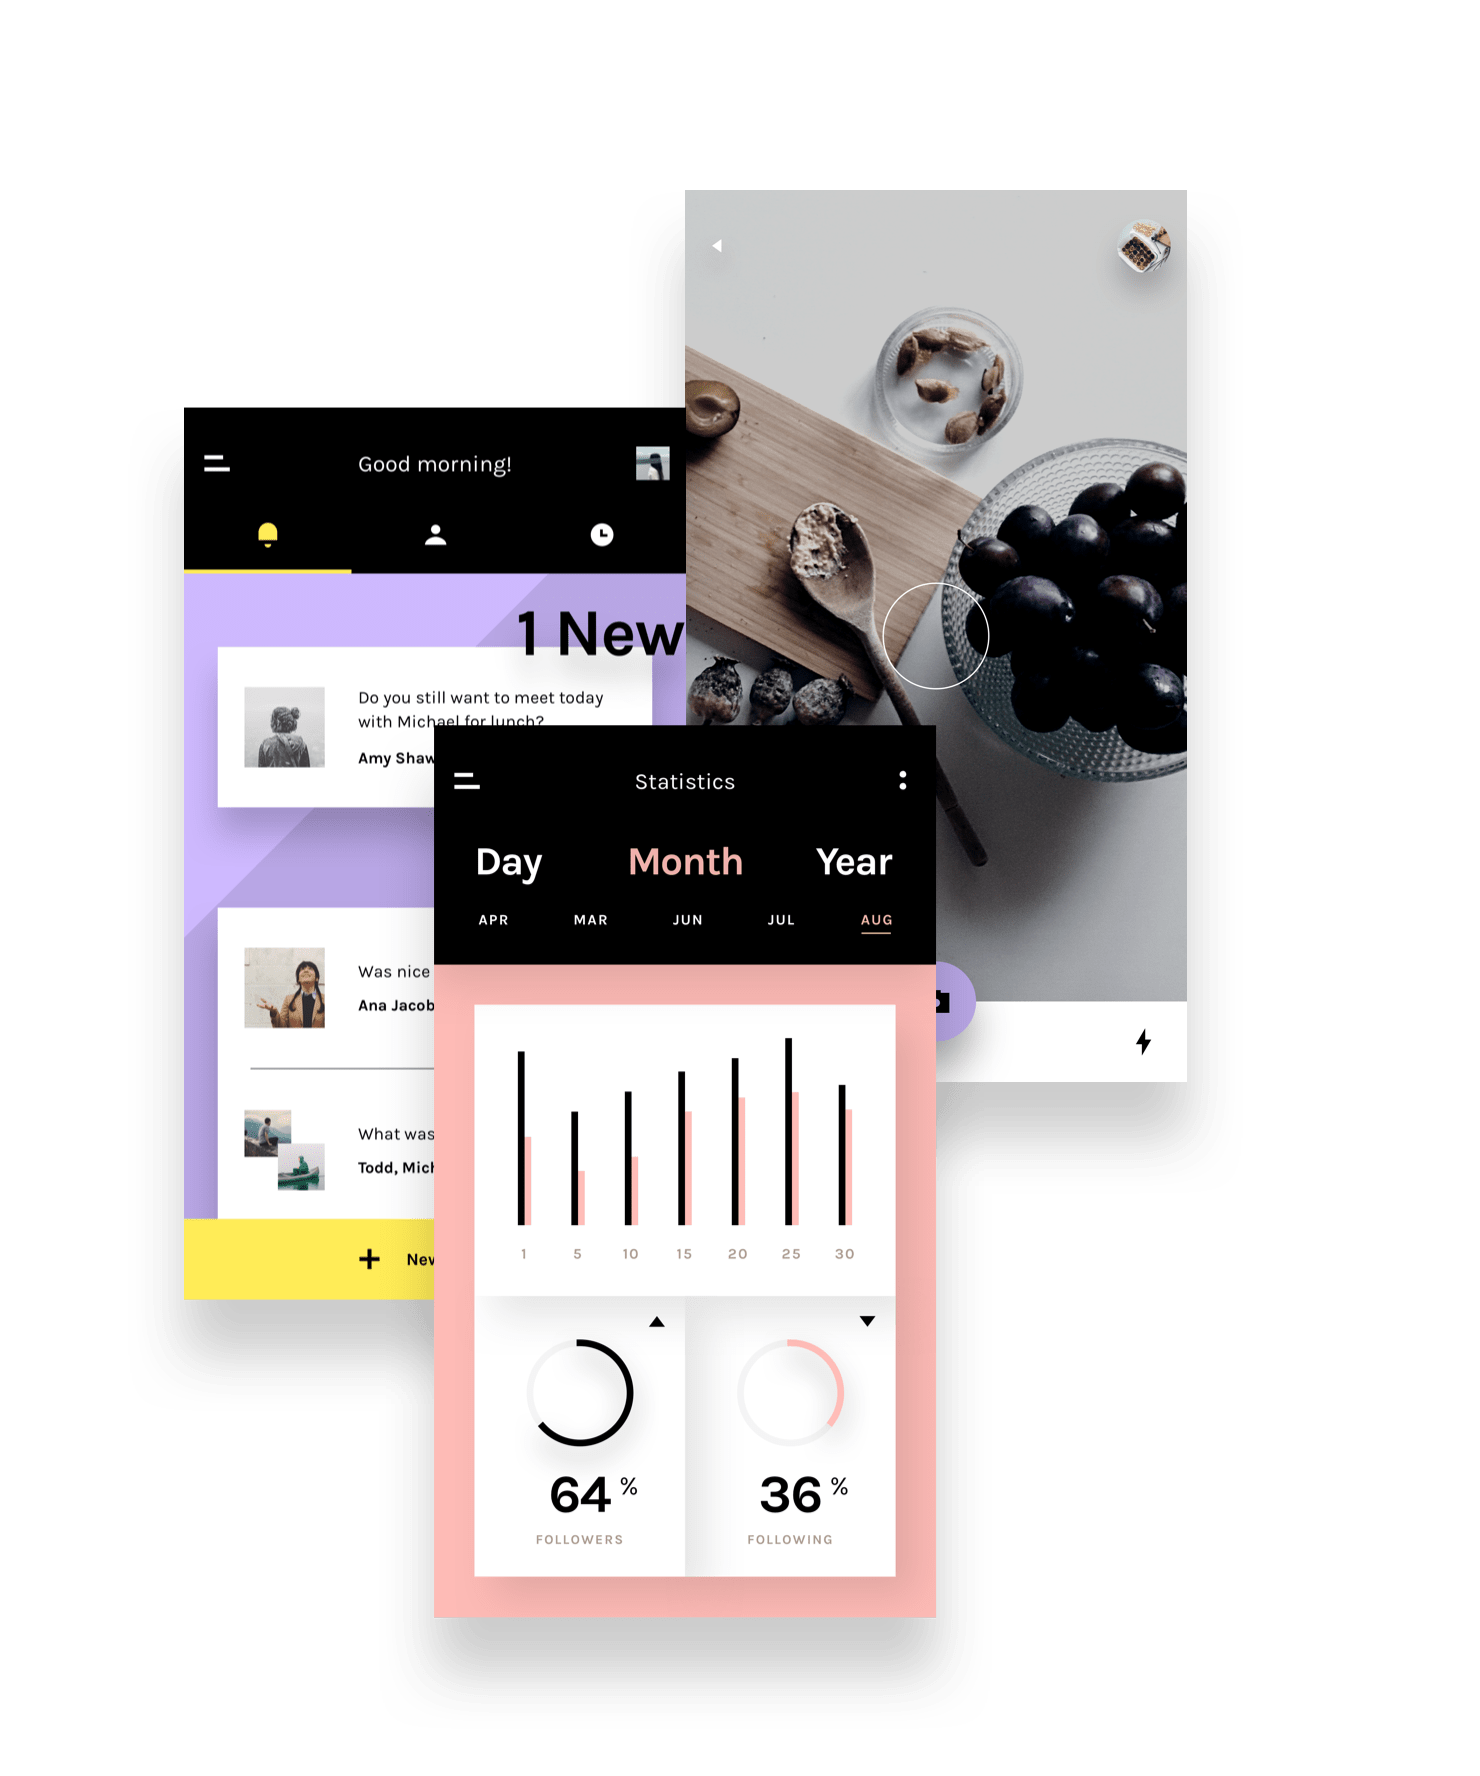 Good morning!
1 New
Do you still want to meet today
with Michael for lunch?
Amy Shaw
Was nice
Ana Jacob
What was
Todd, Mich
New
Statistics
Day Month Year
APR MAR JUN JUL AUG
1 5 10 15 20 25 30
64 % 36 %
FOLLOWERS FOLLOWING